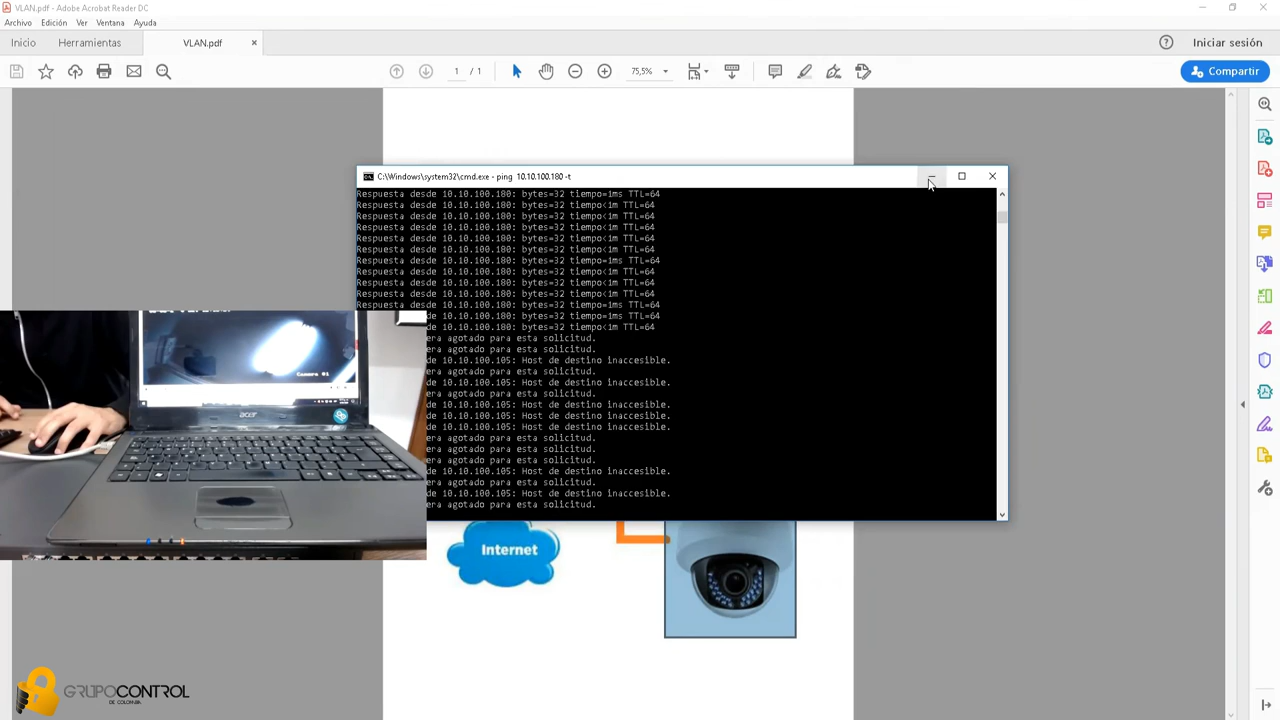 VLAN.pdf - Adobe Acrobat Reader DC
Archivo Edición Ver Ventana Ayuda
Inicio Herramientas VLAN.pdf × Iniciar sesión
1 / 1 75,5% Compartir
C:\Windows\system32\cmd.exe - ping 10.10.100.180 -t
Respuesta desde 10.10.100.180: bytes=32 tiempo=1ms TTL=64
Respuesta desde 10.10.100.180: bytes=32 tiempo<1m TTL=64
Respuesta desde 10.10.100.180: bytes=32 tiempo<1m TTL=64
Respuesta desde 10.10.100.180: bytes=32 tiempo<1m TTL=64
Respuesta desde 10.10.100.180: bytes=32 tiempo<1m TTL=64
Respuesta desde 10.10.100.180: bytes=32 tiempo<1m TTL=64
Respuesta desde 10.10.100.180: bytes=32 tiempo=1ms TTL=64
Respuesta desde 10.10.100.180: bytes=32 tiempo<1m TTL=64
Respuesta desde 10.10.100.180: bytes=32 tiempo<1m TTL=64
Respuesta desde 10.10.100.180: bytes=32 tiempo<1m TTL=64
Respuesta desde 10.10.100.180: bytes=32 tiempo=1ms TTL=64
de 10.10.100.180: bytes=32 tiempo=1ms TTL=64
de 10.10.100.180: bytes=32 tiempo<1m TTL=64
era agotado para esta solicitud.
era agotado para esta solicitud.
de 10.10.100.105: Host de destino inaccesible.
era agotado para esta solicitud.
de 10.10.100.105: Host de destino inaccesible.
era agotado para esta solicitud.
de 10.10.100.105: Host de destino inaccesible.
de 10.10.100.105: Host de destino inaccesible.
de 10.10.100.105: Host de destino inaccesible.
era agotado para esta solicitud.
era agotado para esta solicitud.
era agotado para esta solicitud.
de 10.10.100.105: Host de destino inaccesible.
era agotado para esta solicitud.
de 10.10.100.105: Host de destino inaccesible.
era agotado para esta solicitud.
Camera 01
acer
Internet
GRUPOCONTROL
DE COLOMBIA